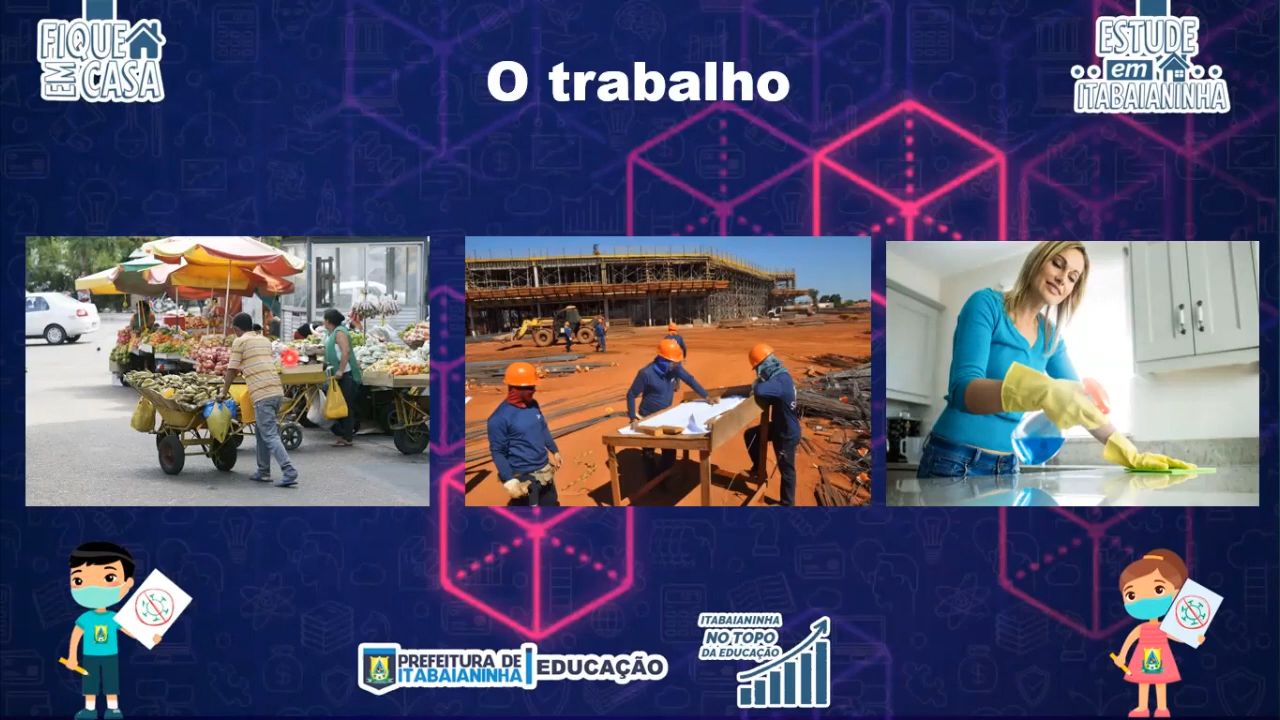 FIQUE
EM CASA
O trabalho
ESTUDE
em
ITABAIANINHA
PREFEITURA DE
ITABAIANINHA
EDUCAÇÃO
ITABAIANINHA
NO TOPO
DA EDUCAÇÃO